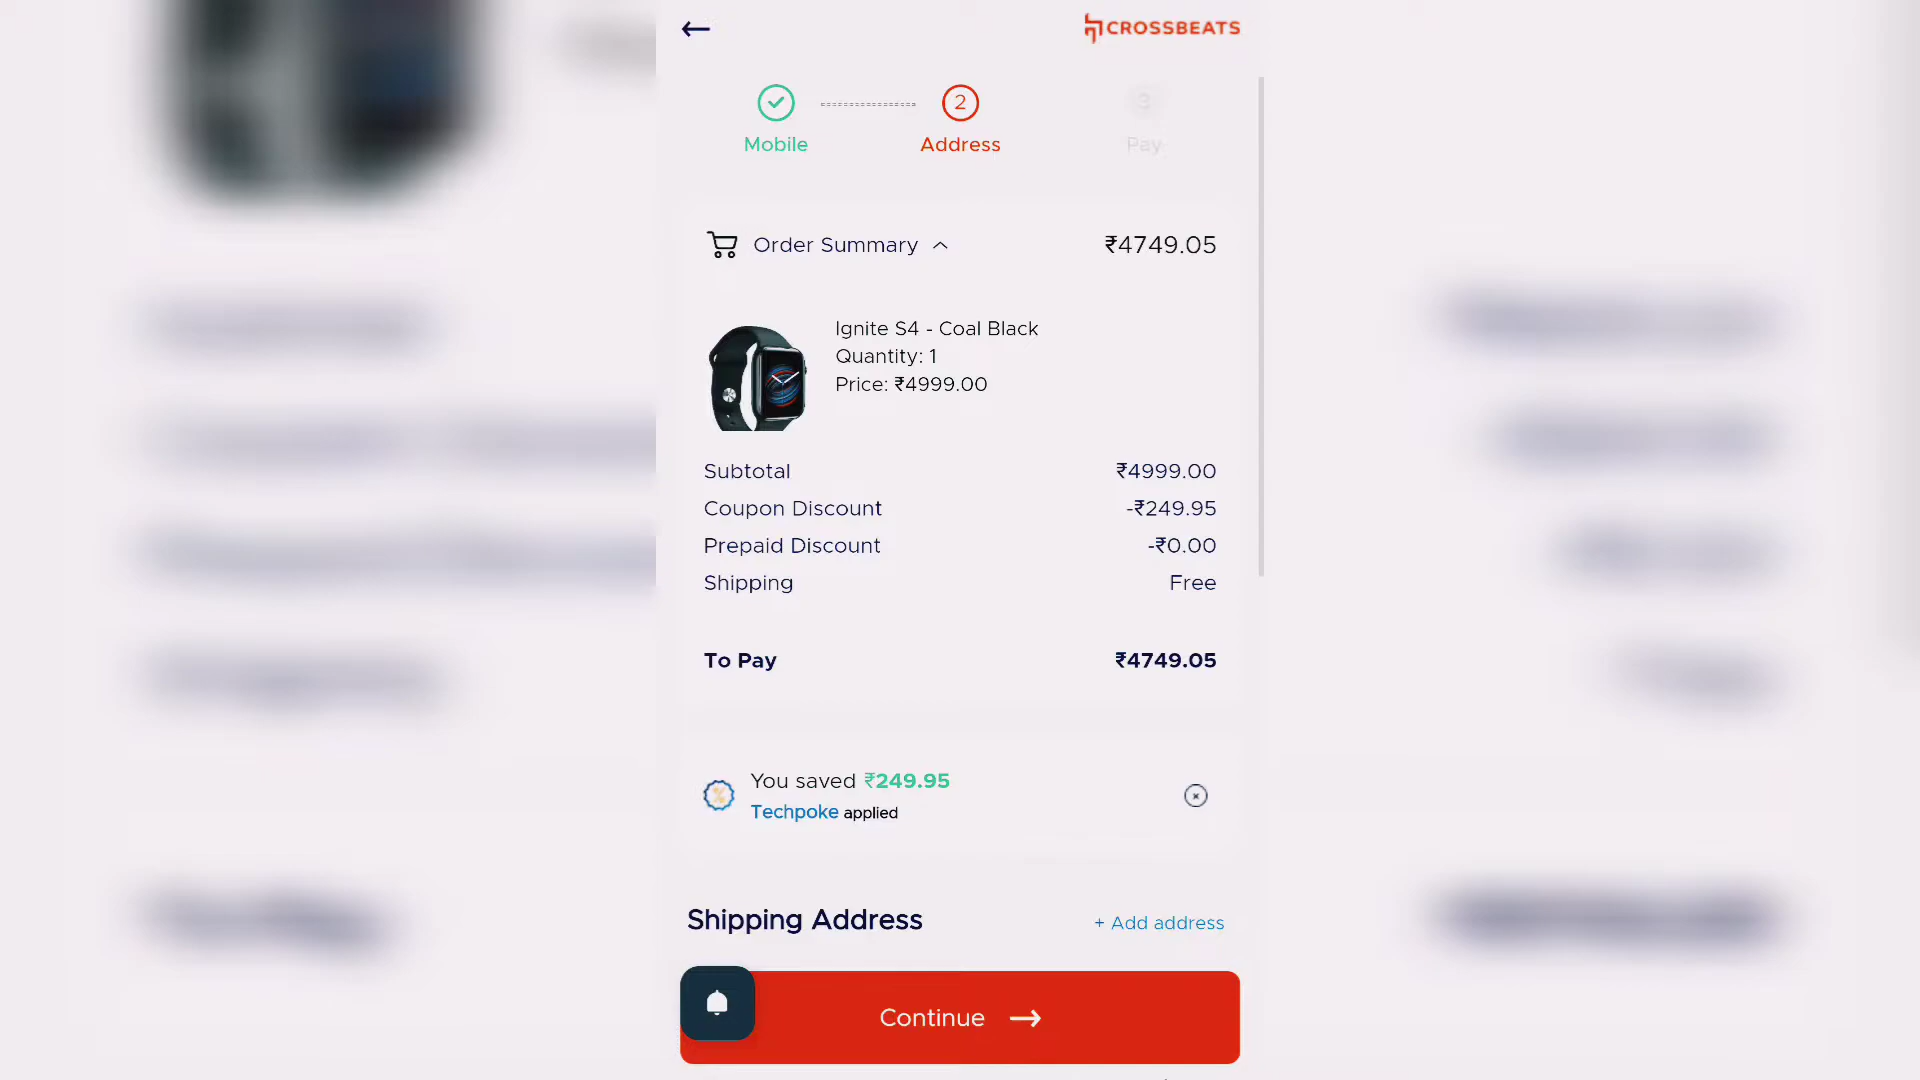 CROSSBEATS
2
3
Mobile
Address
Pay
Order Summary
₹4749.05
Ignite S4 - Coal Black
Quantity: 1
Price: ₹4999.00
Subtotal
₹4999.00
Coupon Discount
-₹249.95
Prepaid Discount
-₹0.00
Shipping
Free
To Pay
₹4749.05
You saved ₹249.95
Techpoke applied
Shipping Address
+ Add address
Continue